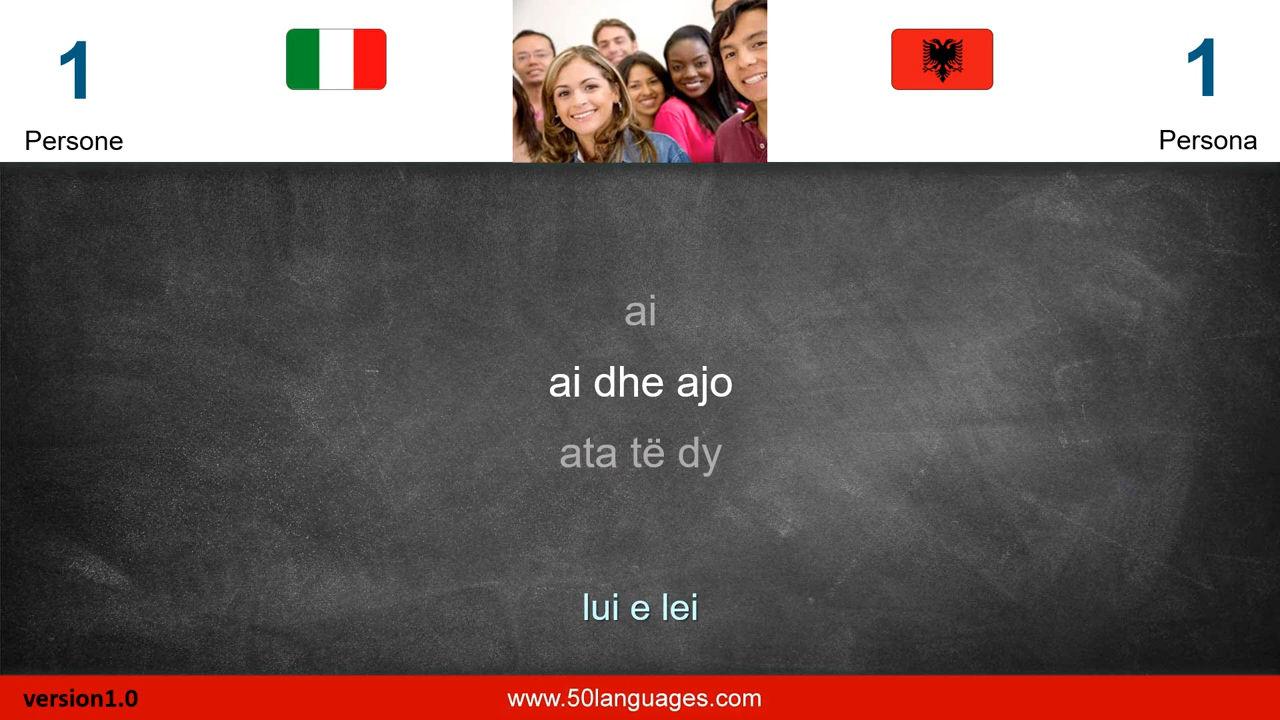 1
1
Persone
Persona
ai
ai dhe ajo
ata të dy
lui e lei
version1.0
www.50languages.com